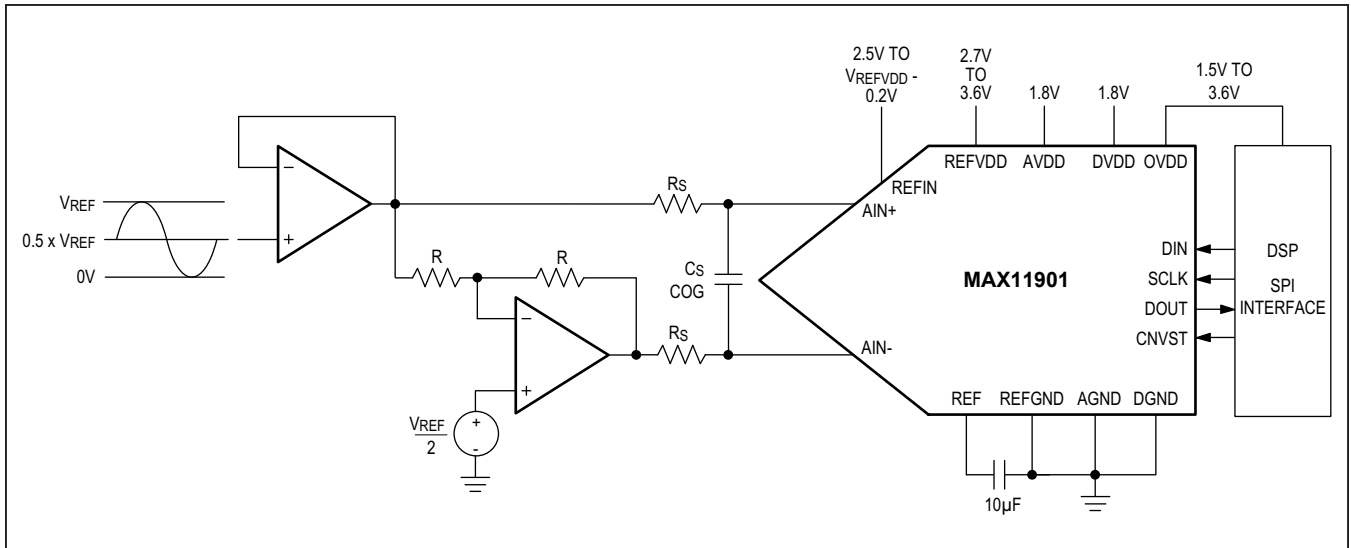 2.5V TO
VREFVDD -
0.2V
2.7V
TO
3.6V
1.8V
1.8V
1.5V TO
3.6V
REFVDD
AVDD
DVDD
OVDD
REFIN
AIN+
VREF
0.5 x VREF
0V
−
+
RS
R
R
CS
COG
MAX11901
DIN
SCLK
DOUT
CNVST
DSP
SPI
INTERFACE
−
+
RS
AIN-
VREF
2
+
-
REF
REFGND
AGND
DGND
10µF